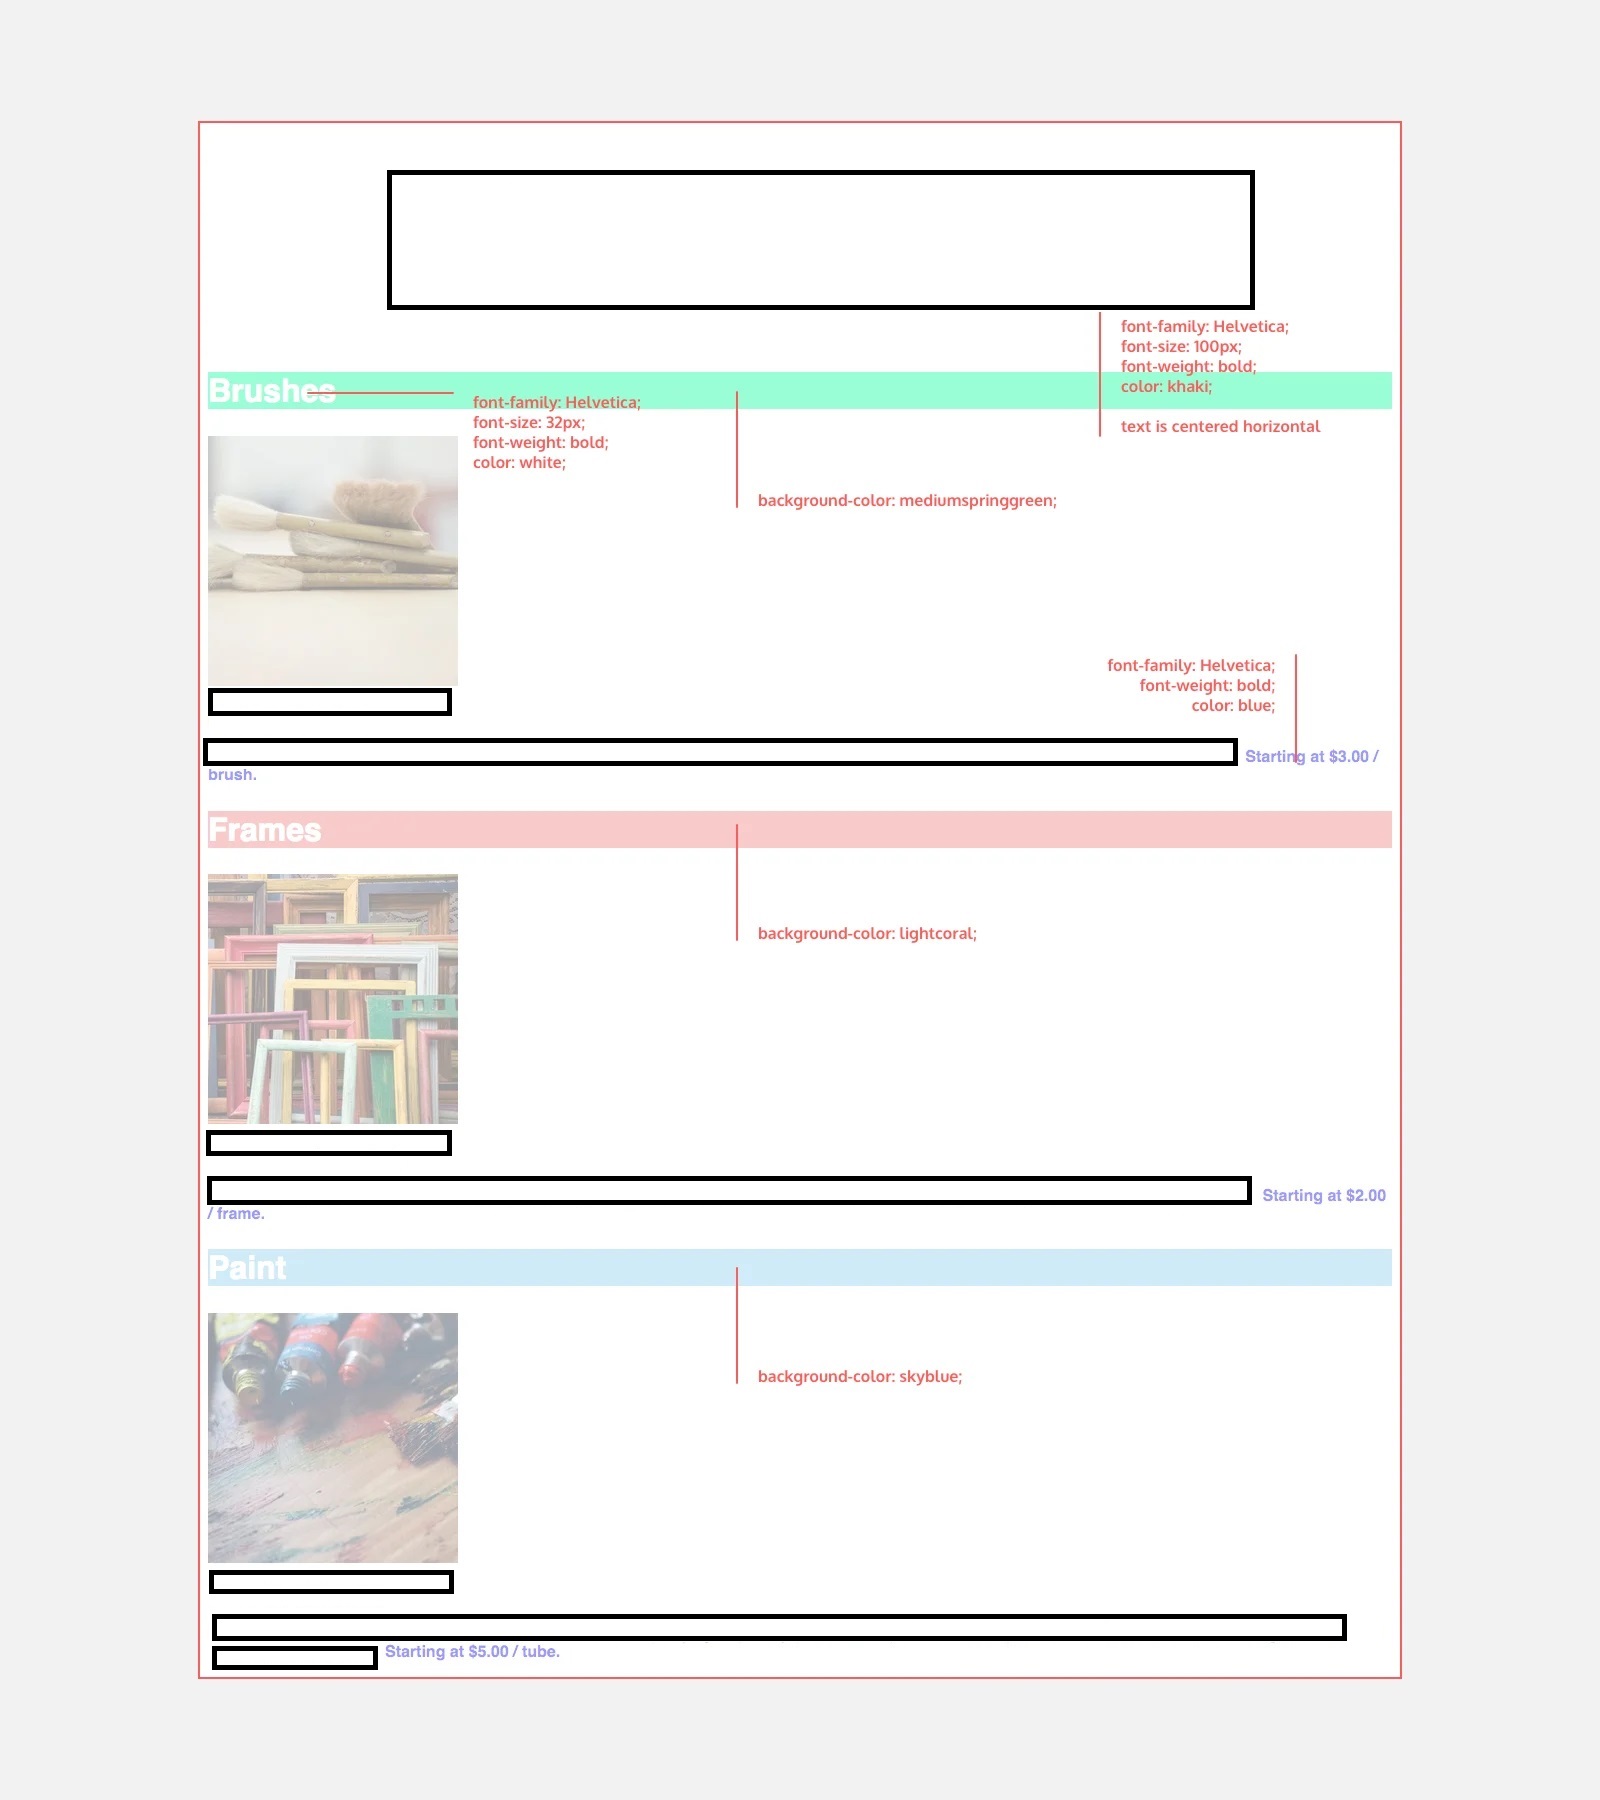 font-family: Helvetica;
font-size: 100px;
font-weight: bold;
color: khaki;
text is centered horizontal
Brushes
font-family: Helvetica;
font-size: 32px;
font-weight: bold;
color: white;
background-color: mediumspringgreen;
font-family: Helvetica;
font-weight: bold;
color: blue;
Starting at $3.00 /
brush.
Frames
background-color: lightcoral;
Starting at $2.00
/ frame.
Paint
background-color: skyblue;
Starting at $5.00 / tube.